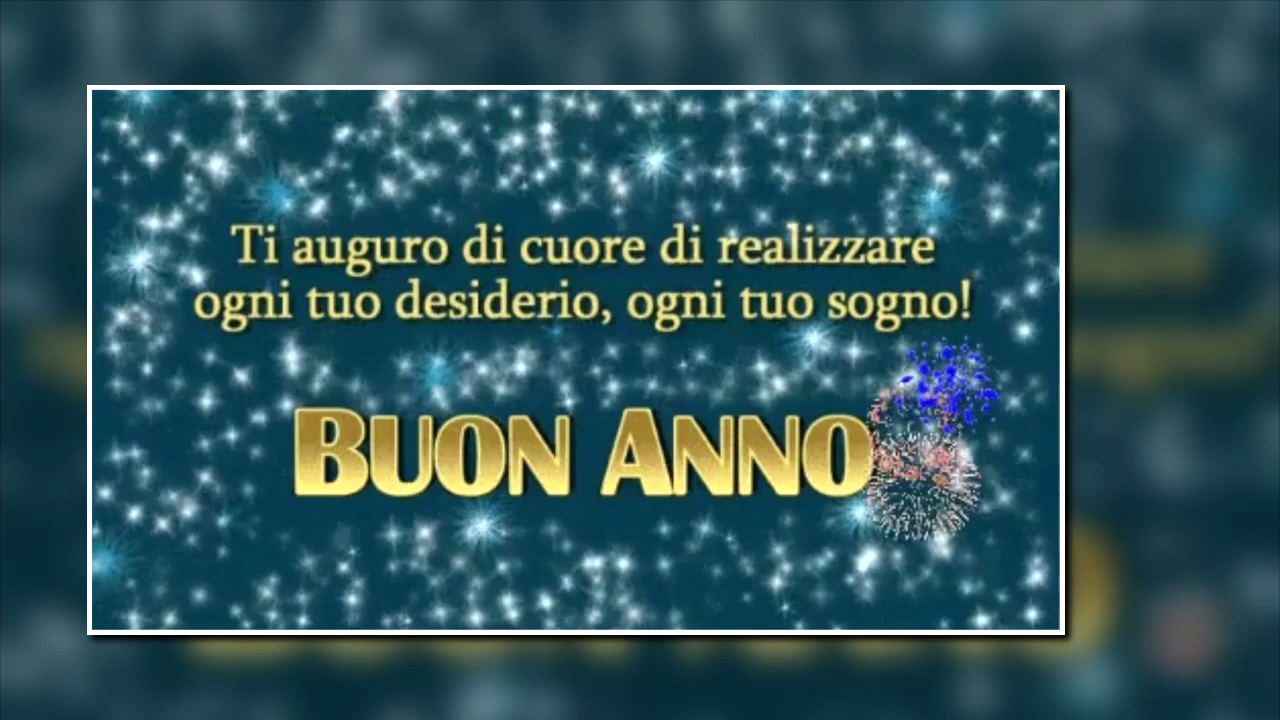 Ti auguro di cuore di realizzare
ogni tuo desiderio, ogni tuo sogno!
BUON ANNO